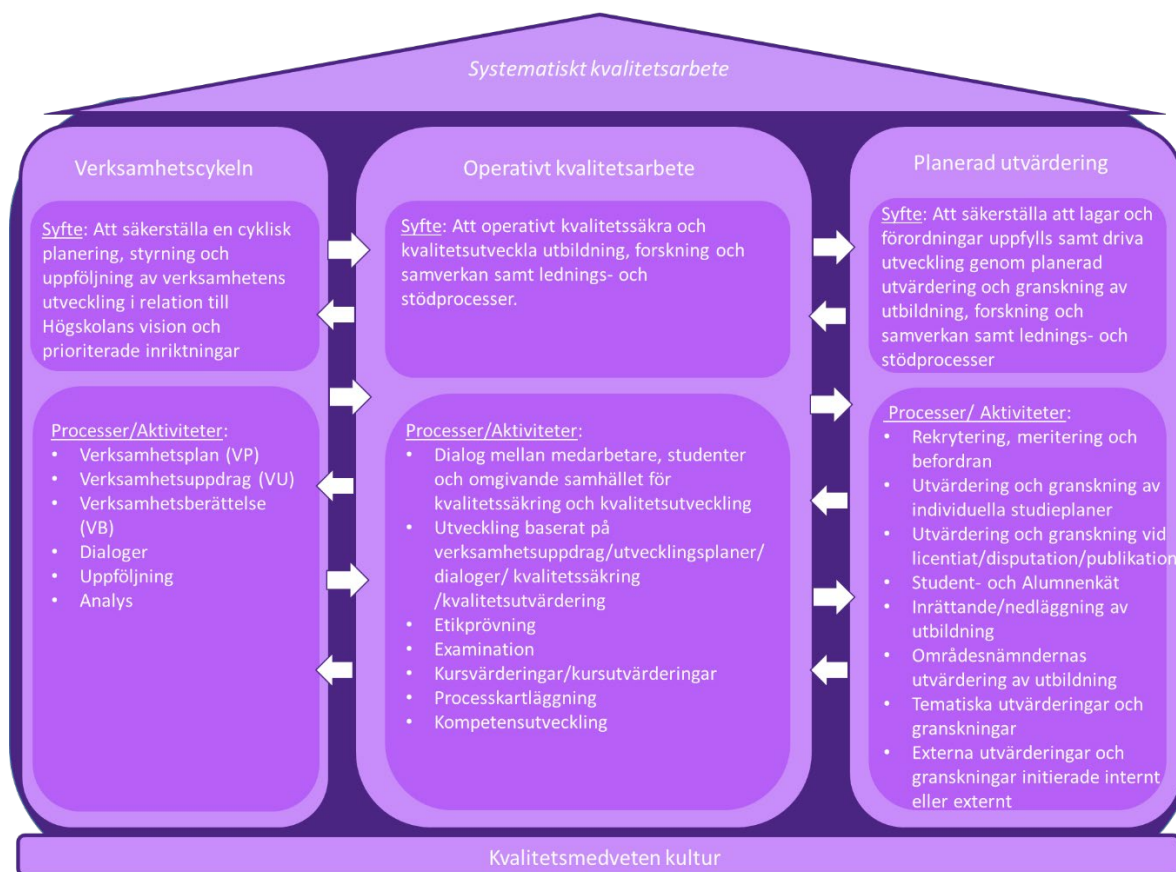 Systematiskt kvalitetsarbete
Verksamhetscykeln
Syfte: Att säkerställa en cyklisk
planering, styrning och
uppföljning av verksamhetens
utveckling i relation till
Högskolans vision och
prioriterade inriktningar
Processer/Aktiviteter:
• Verksamhetsplan (VP)
• Verksamhetsuppdrag (VU)
• Verksamhetsberättelse
(VB)
• Dialoger
• Uppföljning
• Analys
Operativt kvalitetsarbete
Syfte: Att operativt kvalitetssäkra och
kvalitetsutveckla utbildning, forskning och
samverkan samt lednings- och
stödprocesser.
Processer/Aktiviteter:
• Dialog mellan medarbetare, studenter
och omgivande samhället för
kvalitetssäkring och kvalitetsutveckling
• Utveckling baserat på
verksamhetsuppdrag/utvecklingsplaner/
dialoger/ kvalitetssäkring
/kvalitetsutvärdering
• Etikprövning
• Examination
• Kursvärderingar/kursutvärderingar
• Processkartläggning
• Kompetensutveckling
Planerad utvärdering
Syfte: Att säkerställa att lagar och
förordningar uppfylls samt driva
utveckling genom planerad
utvärdering och granskning av
utbildning, forskning och
samverkan samt lednings- och
stödprocesser
Processer/ Aktiviteter:
• Rekrytering, meritering och
befordran
• Utvärdering och granskning av
individuella studieplaner
• Utvärdering och granskning vid
licentiat/disputation/publikation
• Student- och Alumnenkät
• Inrättande/nedläggning av
utbildning
• Områdesnämndernas
utvärdering av utbildning
• Tematiska utvärderingar och
granskningar
• Externa utvärderingar och
granskningar initierade internt
eller externt
Kvalitetsmedveten kultur